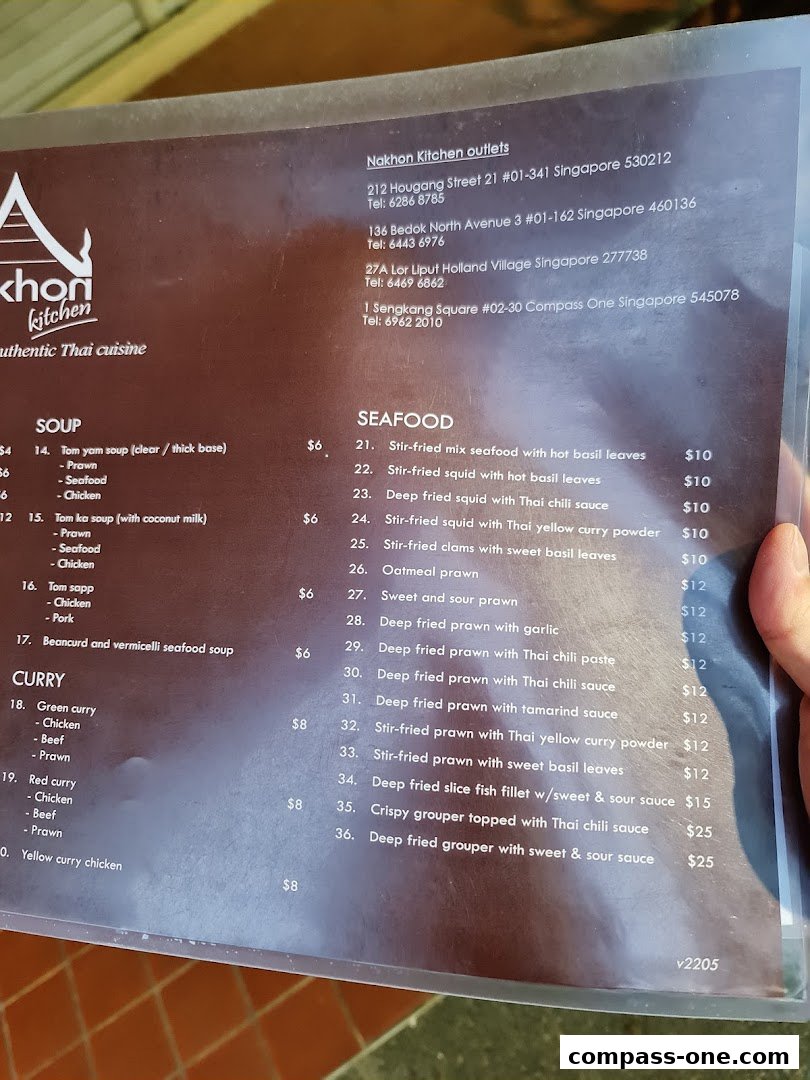 khon
kitchen
uthentic Thai cuisine
Nakhon Kitchen outlets
212 Hougang Street 21 #01-341 Singapore 530212
Tel: 6286 8785
136 Bedok North Avenue 3 #01-162 Singapore 460136
Tel: 6443 6976
27A Lor Liput Holland Village Singapore 277738
Tel: 6469 6862
1 Sengkang Square #02-30 Compass One Singapore 545078
Tel: 6962 2010
$4
$6
6
12
SOUP
14. Tom yam soup (clear / thick base) $6
- Prawn
- Seafood
- Chicken
15. Tom ka soup (with coconut milk) $6
- Prawn
- Seafood
- Chicken
16. Tom sapp $6
- Chicken
- Pork
17. Beancurd and vermicelli seafood soup $6
CURRY
18. Green curry
- Chicken $8
- Beef
- Prawn
19. Red curry
- Chicken $8
- Beef
- Prawn
0. Yellow curry chicken $8
SEAFOOD
21. Stir-fried mix seafood with hot basil leaves $10
22. Stir-fried squid with hot basil leaves $10
23. Deep fried squid with Thai chili sauce $10
24. Stir-fried squid with Thai yellow curry powder $10
25. Stir-fried clams with sweet basil leaves $10
26. Oatmeal prawn $12
27. Sweet and sour prawn $12
28. Deep fried prawn with garlic $12
29. Deep fried prawn with Thai chili paste $12
30. Deep fried prawn with Thai chili sauce $12
31. Deep fried prawn with tamarind sauce $12
32. Stir-fried prawn with Thai yellow curry powder $12
33. Stir-fried prawn with sweet basil leaves $12
34. Deep fried slice fish fillet w/sweet & sour sauce $15
35. Crispy grouper topped with Thai chili sauce $25
36. Deep fried grouper with sweet & sour sauce $25
v2205
compass-one.com